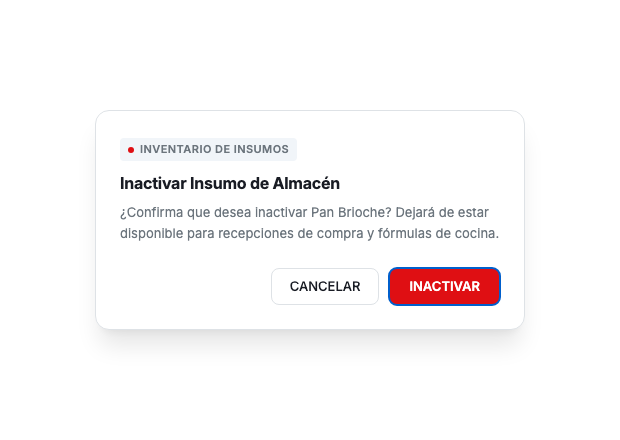 INVENTARIO DE INSUMOS
Inactivar Insumo de Almacén
¿Confirma que desea inactivar Pan Brioche? Dejará de estar
disponible para recepciones de compra y fórmulas de cocina.
CANCELAR
INACTIVAR